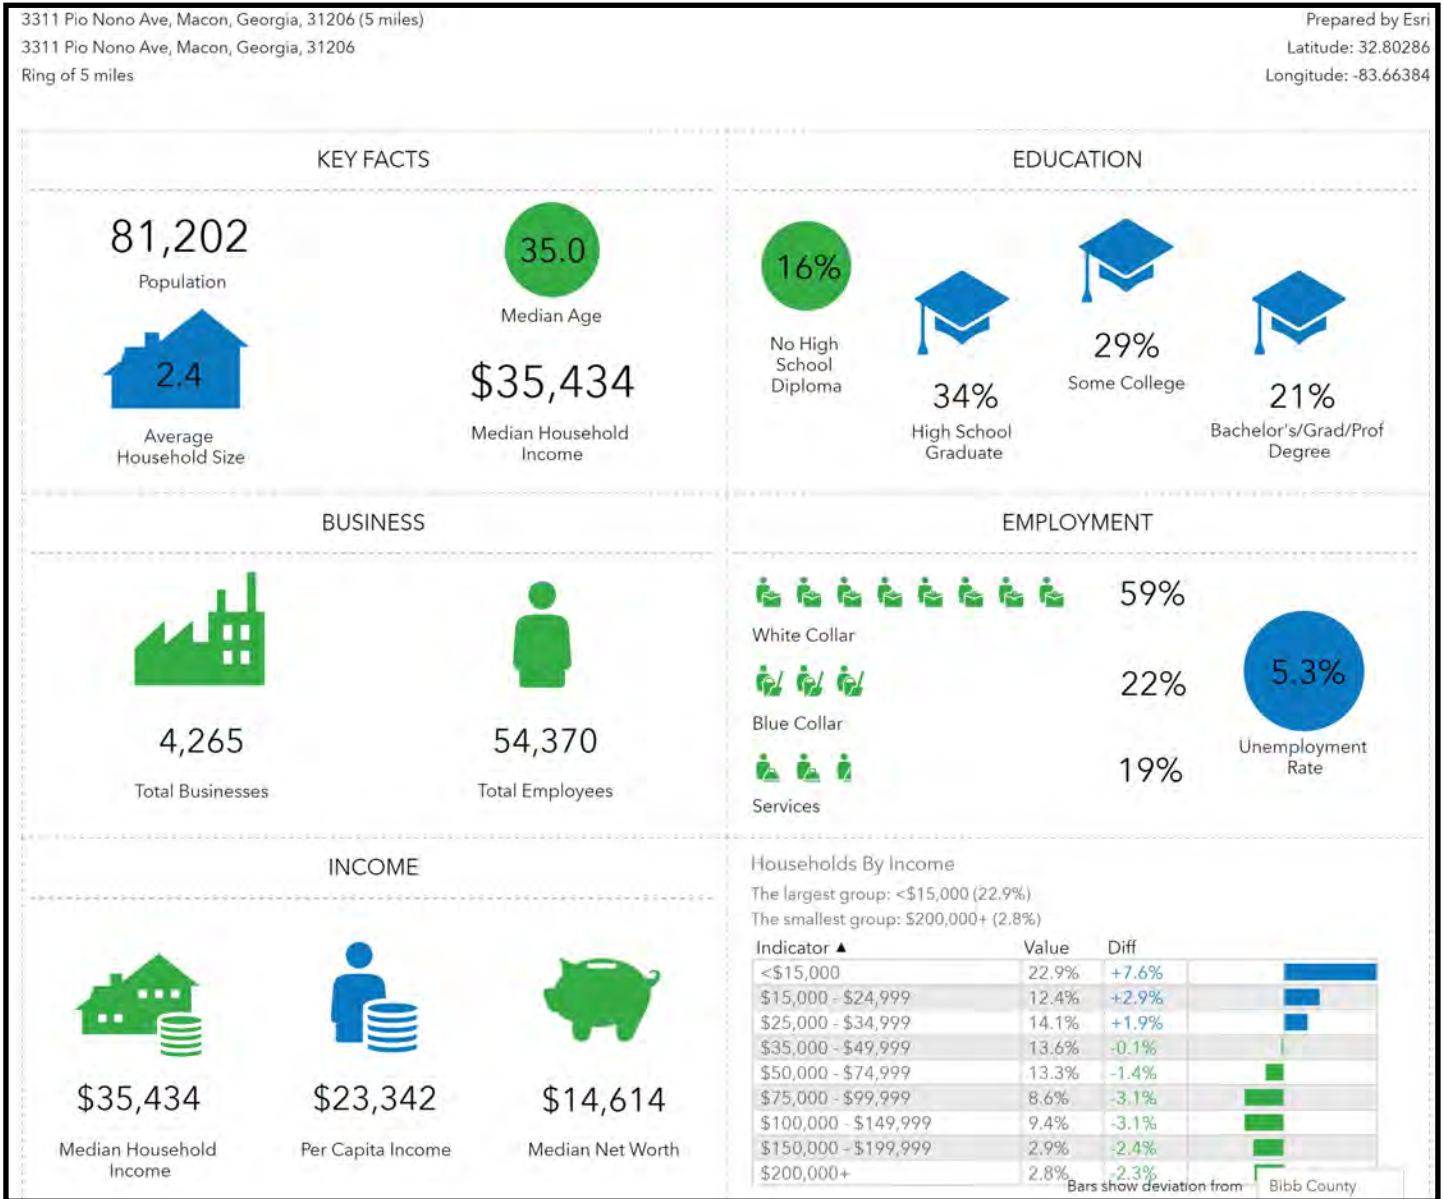 3311 Pio Nono Ave, Macon, Georgia, 31206 (5 miles)
3311 Pio Nono Ave, Macon, Georgia, 31206
Ring of 5 miles
Prepared by Esri
Latitude: 32.80286
Longitude: -83.66384
KEY FACTS
81,202
Population
35.0
Median Age
2.4
Average
Household Size
$35,434
Median Household
Income
EDUCATION
16%
No High
School
Diploma
34%
High School
Graduate
29%
Some College
21%
Bachelor's/Grad/Prof
Degree
BUSINESS
4,265
Total Businesses
54,370
Total Employees
EMPLOYMENT
59%
White Collar
22%
Blue Collar
19%
Services
5.3%
Unemployment
Rate
INCOME
$35,434
Median Household
Income
$23,342
Per Capita Income
$14,614
Median Net Worth
Households By Income
The largest group: <$15,000 (22.9%)
The smallest group: $200,000+ (2.8%)
Indicator ▲ Value Diff
<$15,000 22.9% +7.6%
$15,000 - $24,999 12.4% +2.9%
$25,000 - $34,999 14.1% +1.9%
$35,000 - $49,999 13.6% -0.1%
$50,000 - $74,999 13.3% -1.4%
$75,000 - $99,999 8.6% -3.1%
$100,000 - $149,999 9.4% -3.1%
$150,000 - $199,999 2.9% -2.4%
$200,000+ 2.8% -2.3%
Bars show deviation from Bibb County